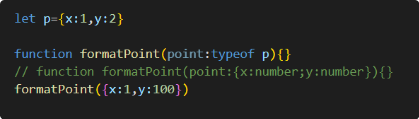 let p={x:1,y:2}
function formatPoint(point:typeof p){}
// function formatPoint(point:{x:number;y:number}){}
formatPoint({x:1,y:100})